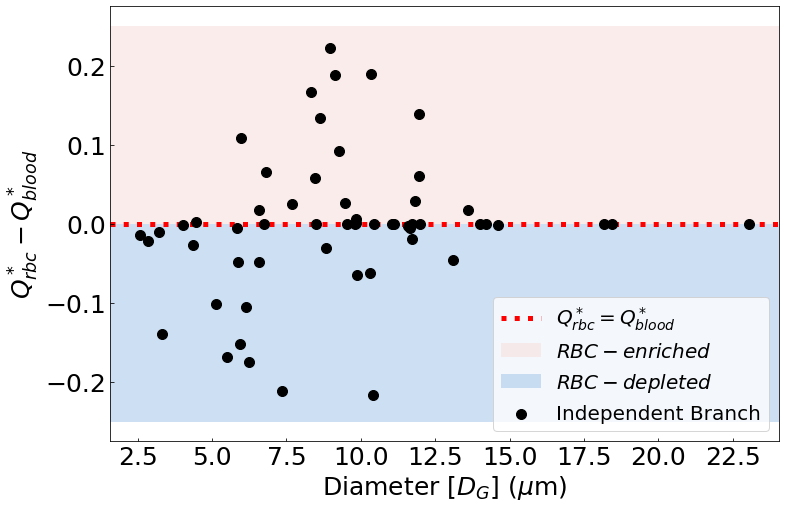 0.2
0.1
0.0
−0.1
−0.2
Q*rbc − Q*blood
Q*rbc = Q*blood
RBC − enriched
RBC − depleted
Independent Branch
2.5 5.0 7.5 10.0 12.5 15.0 17.5 20.0 22.5
Diameter [DG] (μm)